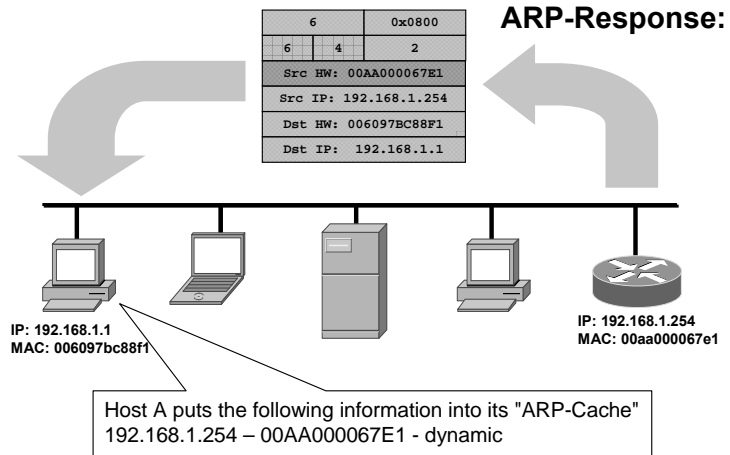 ARP-Response:
6 0x0800
6 4 2
Src HW: 00AA000067E1
Src IP: 192.168.1.254
Dst HW: 006097BC88F1
Dst IP: 192.168.1.1
IP: 192.168.1.1
MAC: 006097bc88f1
IP: 192.168.1.254
MAC: 00aa000067e1
Host A puts the following information into its "ARP-Cache"
192.168.1.254 – 00AA000067E1 - dynamic